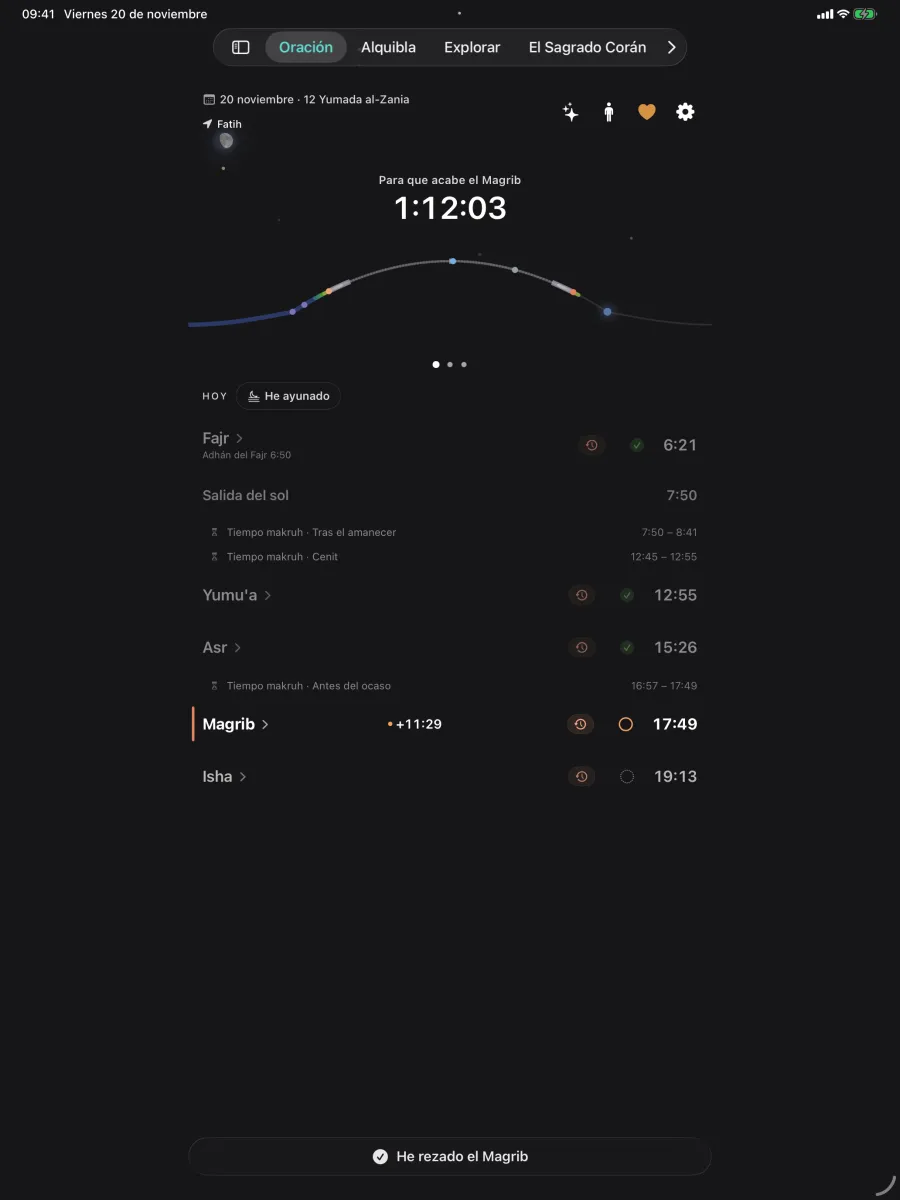 09:41 Viernes 20 de noviembre
Oración Alquibla Explorar El Sagrado Corán
20 noviembre · 12 Yumada al-Zania
Fatih
Para que acabe el Magrib
1:12:03
HOY He ayunado
Fajr 6:21
Adhán del Fajr 6:50
Salida del sol 7:50
Tiempo makruh · Tras el amanecer 7:50 – 8:41
Tiempo makruh · Cenit 12:45 – 12:55
Yumu'a 12:55
Asr 15:26
Tiempo makruh · Antes del ocaso 16:57 – 17:49
Magrib +11:29 17:49
Isha 19:13
He rezado el Magrib